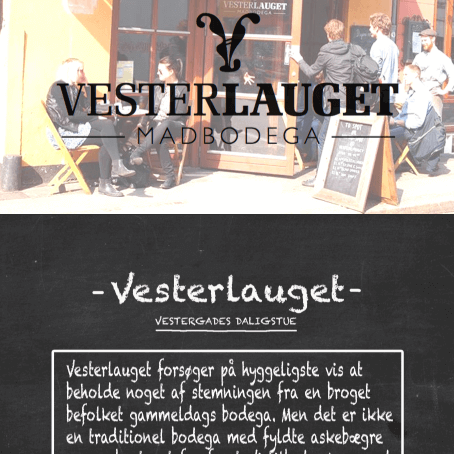 VESTERLAUGET
VESTERLAUGET
MADBODEGA
-Vesterlauget-
VESTERGADES DALIGSTUE
Vesterlauget forsøger på hyggeligste vis at
beholde noget af stemningen fra en broget
befolket gammeldags bodega. Men det er ikke
en traditionel bodega med fyldte askebægre